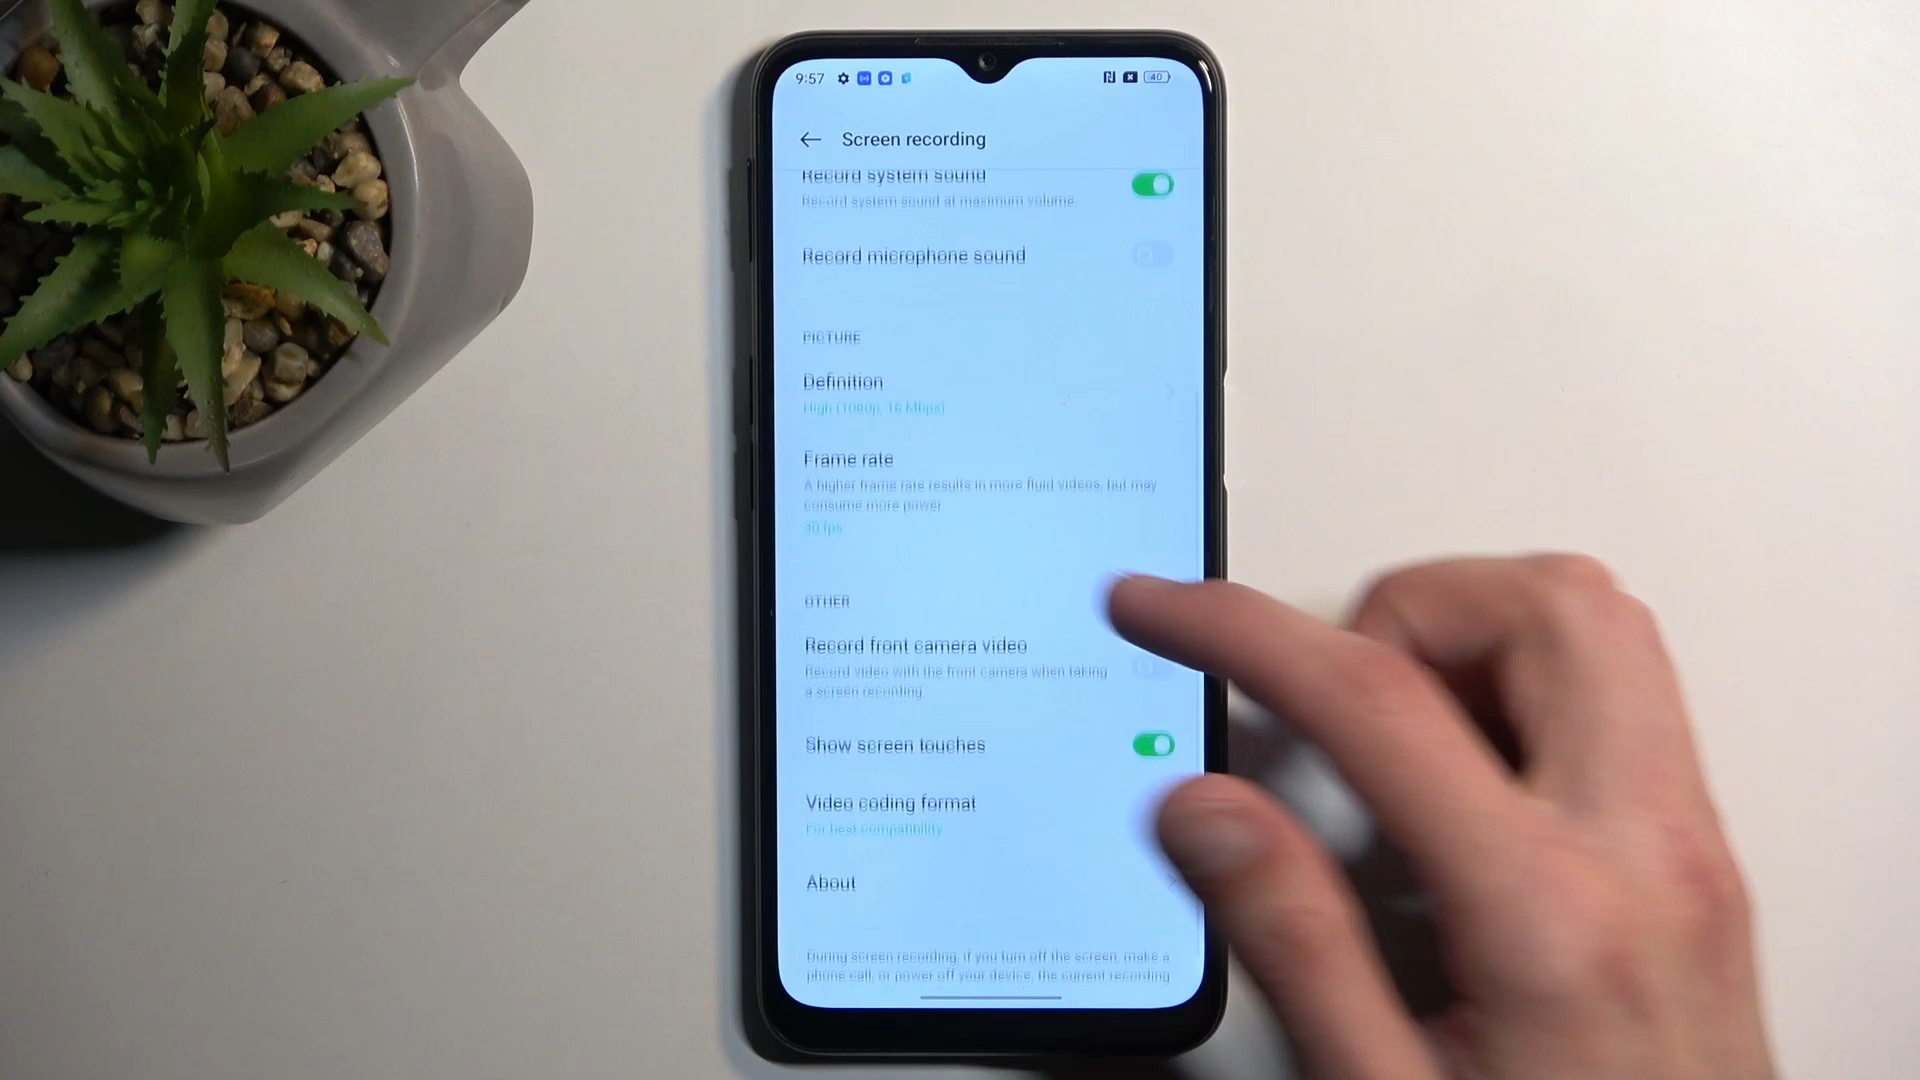 9:57
40
Screen recording
Record system sound
Record system sound at maximum volume
Record microphone sound
PICTURE
Definition
High (1080p, 16 Mbps)
Frame rate
A higher frame rate results in more fluid videos, but may
consume more power
30 fps
OTHER
Record front camera video
Record video with the front camera when taking
a screen recording
Show screen touches
Video coding format
For best compatibility
About
During screen recording, if you turn off the screen, make a
phone call, or power off your device, the current recording